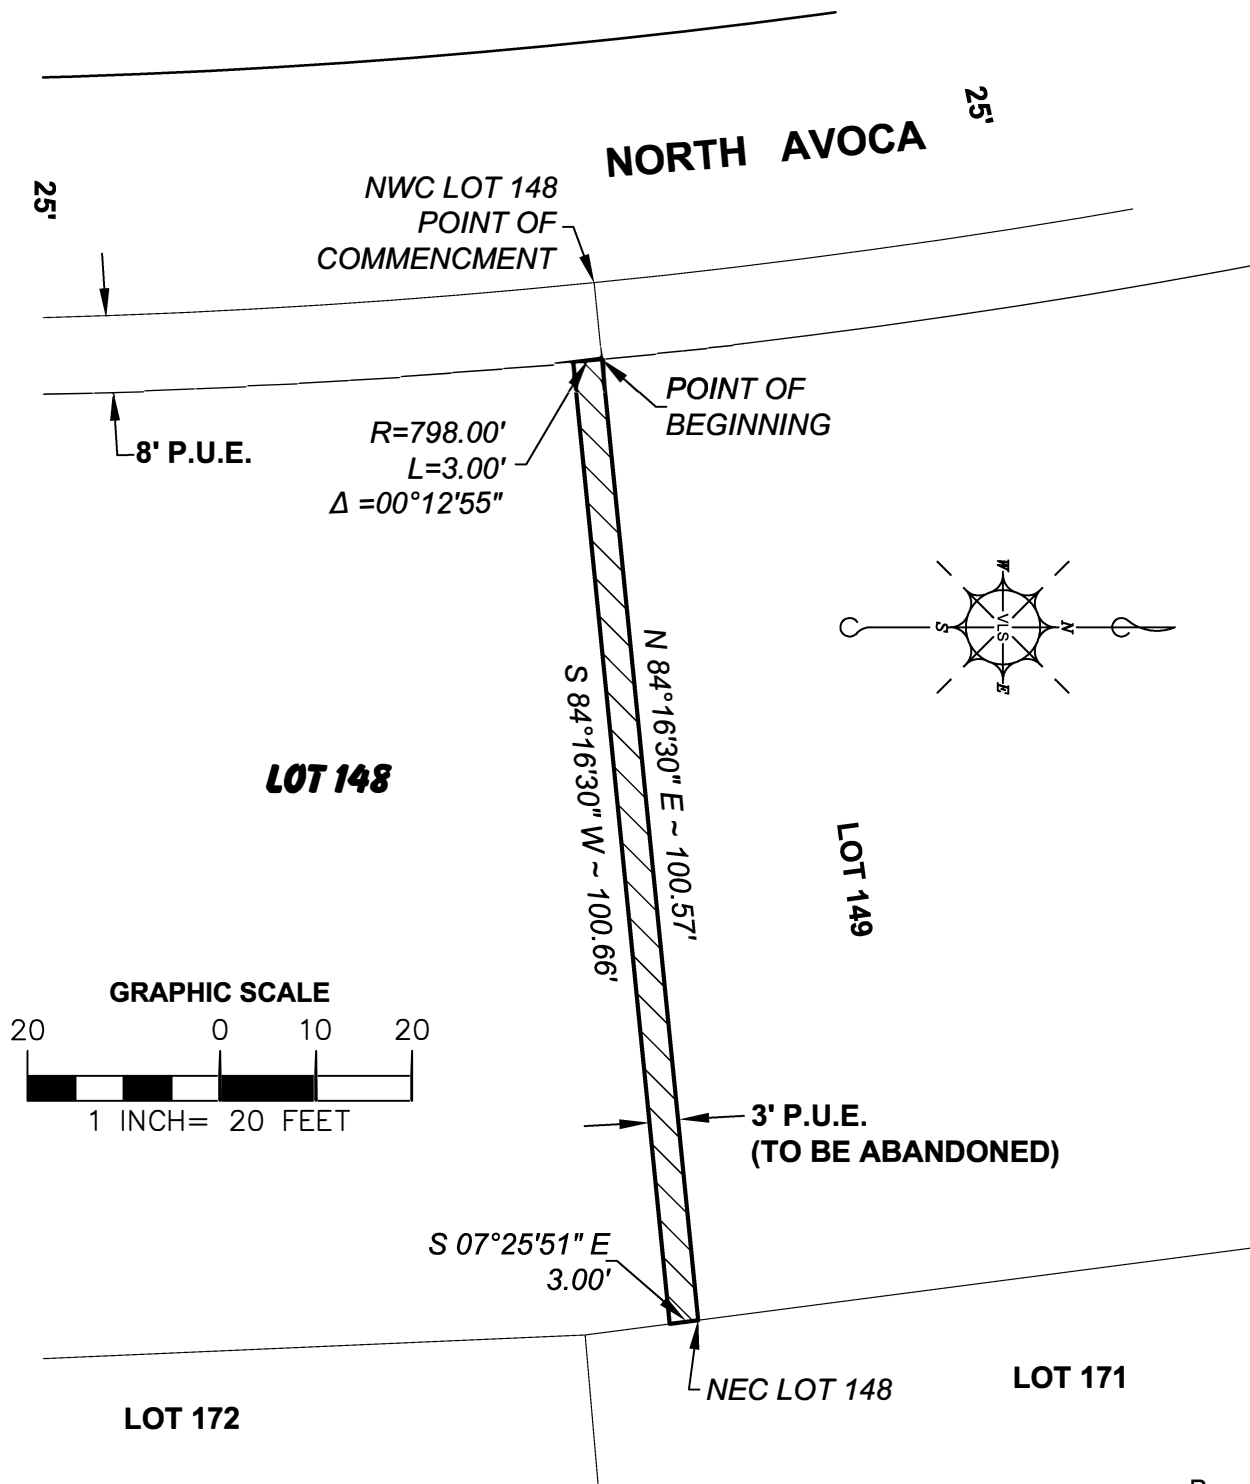 25'
NORTH AVOCA
25'
NWC LOT 148
POINT OF
COMMENCMENT
POINT OF
BEGINNING
8' P.U.E.
R=798.00'
L=3.00'
Δ =00°12'55"
W
S
VLS
N
E
N 84°16'30" E ~ 100.57'
S 84°16'30" W ~ 100.66'
LOT 148
LOT 149
GRAPHIC SCALE
20 0 10 20
1 INCH= 20 FEET
3' P.U.E.
(TO BE ABANDONED)
S 07°25'51" E
3.00'
NEC LOT 148
LOT 171
LOT 172